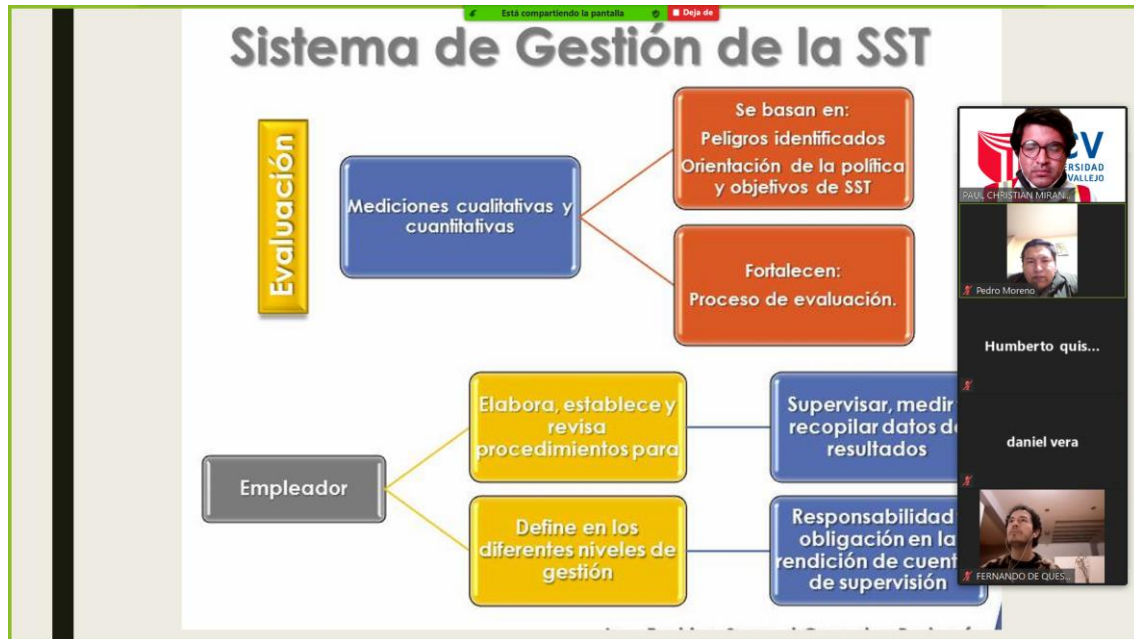 Está compartiendo la pantalla
Deja de
Sistema de Gestión de la SST
Evaluación
Mediciones cualitativas y
cuantitativas
Se basan en:
Peligros identificados
Orientación de la política
y objetivos de SST
Fortalecen:
Proceso de evaluación.
Empleador
Elabora, establece y
revisa
procedimientos para
Supervisar, medir
recopilar datos de
resultados
Define en los
diferentes niveles de
gestión
Responsabilidad
obligación en la
rendición de cuent
de supervisión
CV
ERSIDAD
VALLEJO
PAUL CHRISTIAN MIRAN...
Pedro Moreno
Humberto quis...
daniel vera
FERNANDO DE QUES...